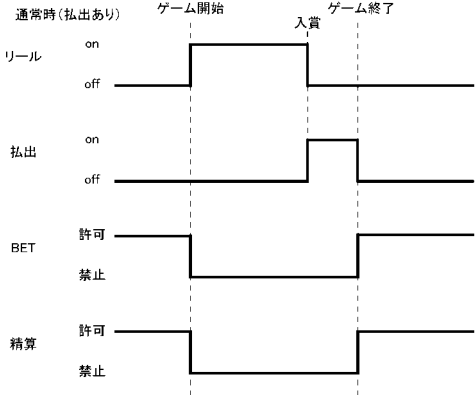 通常時(払出あり)
ゲーム開始
ゲーム終了
入賞
リール
on
off
払出
on
off
BET
許可
禁止
精算
許可
禁止